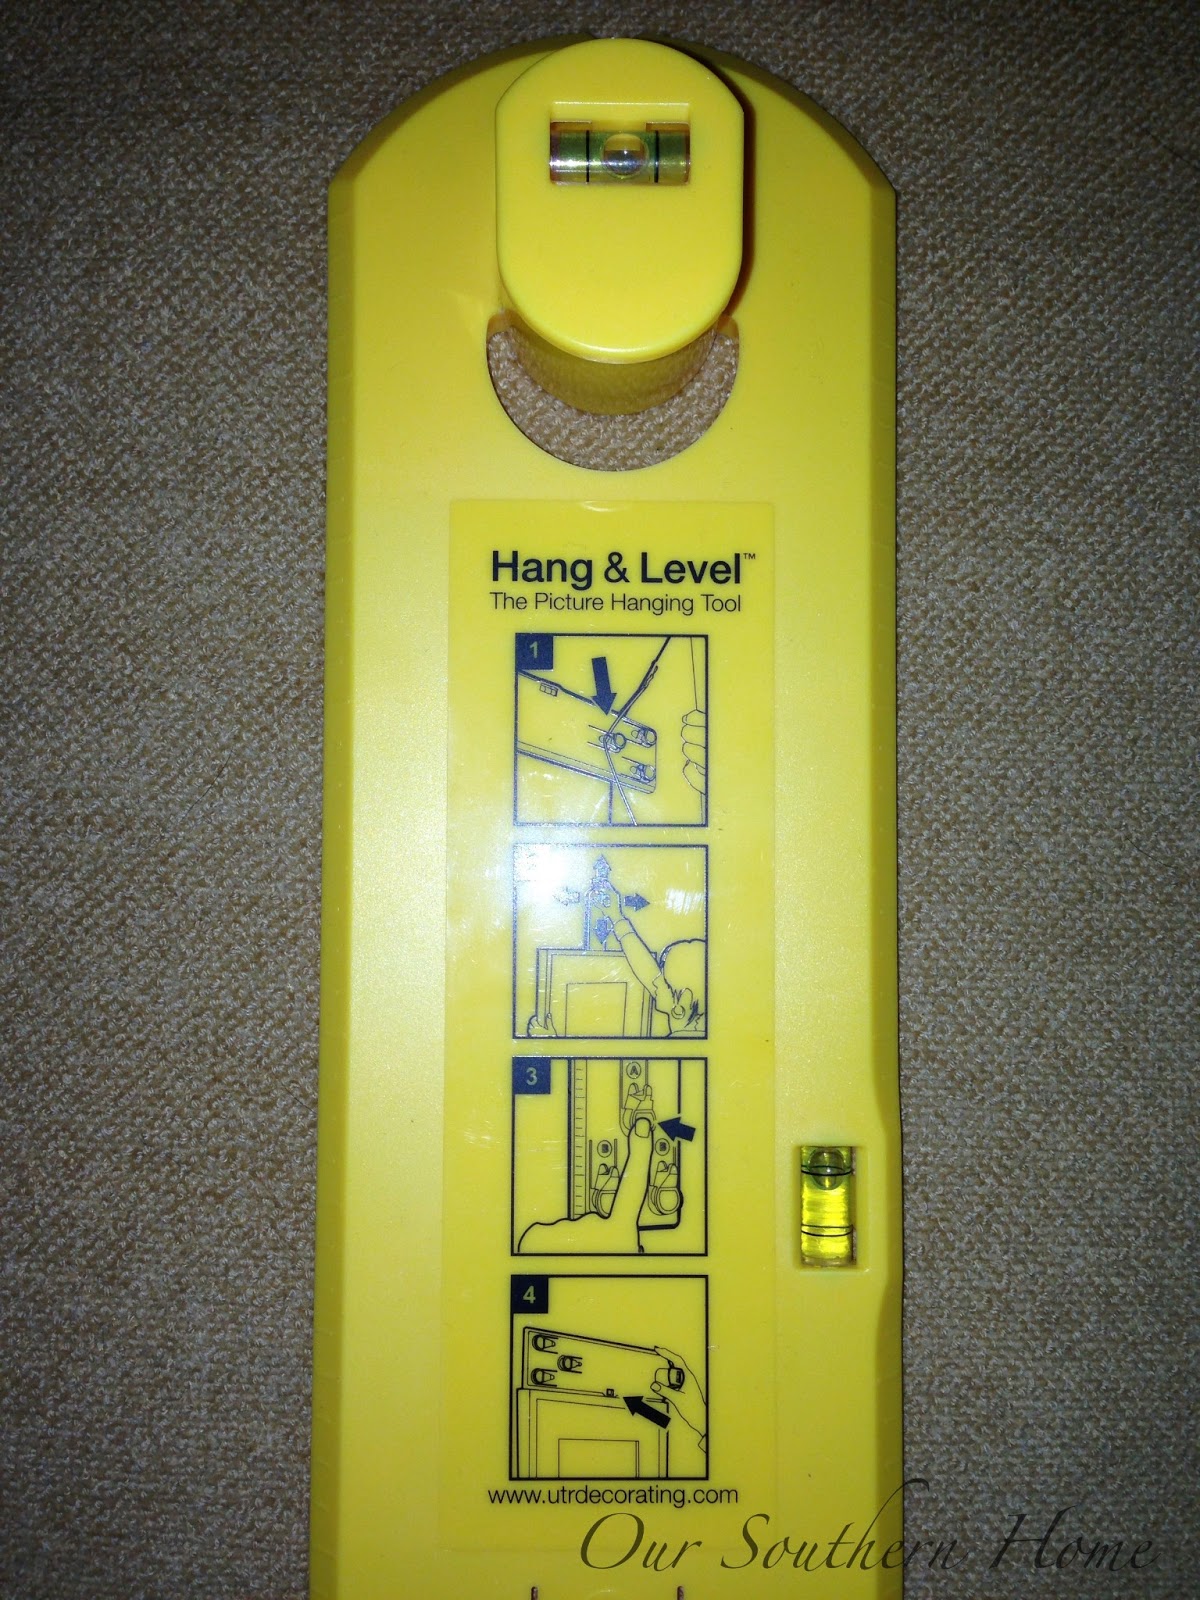 Hang & Level™
The Picture Hanging Tool
1
3
A
B
B
4
www.utrdecorating.com
Our Southern Home